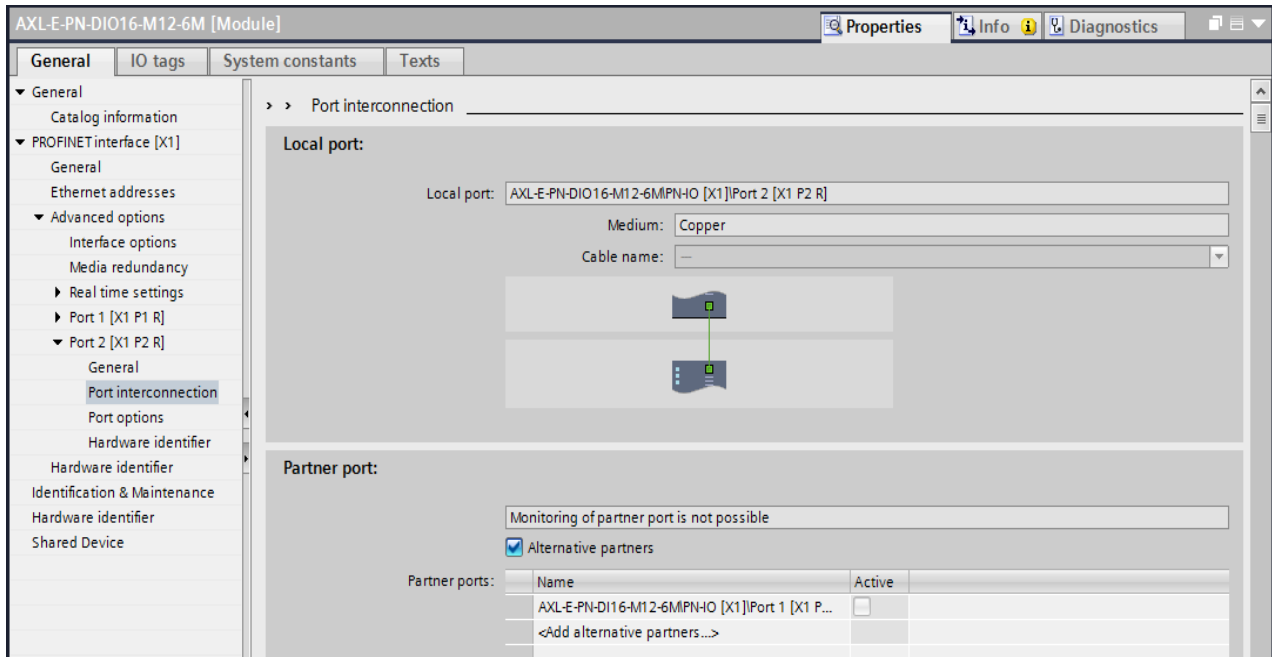 AXL-E-PN-DIO16-M12-6M [Module]
Properties
Info
Diagnostics
General
IO tags
System constants
Texts
General
Catalog information
PROFINET interface [X1]
General
Ethernet addresses
Advanced options
Interface options
Media redundancy
Real time settings
Port 1 [X1 P1 R]
Port 2 [X1 P2 R]
General
Port interconnection
Port options
Hardware identifier
Hardware identifier
Identification & Maintenance
Hardware identifier
Shared Device
> > Port interconnection
Local port:
Local port: AXL-E-PN-DIO16-M12-6M\PN-IO [X1]\Port 2 [X1 P2 R]
Medium: Copper
Cable name: ---
Partner port:
Monitoring of partner port is not possible
Alternative partners
Partner ports:
Name Active
AXL-E-PN-DI16-M12-6M\PN-IO [X1]\Port 1 [X1 P...
<Add alternative partners...>